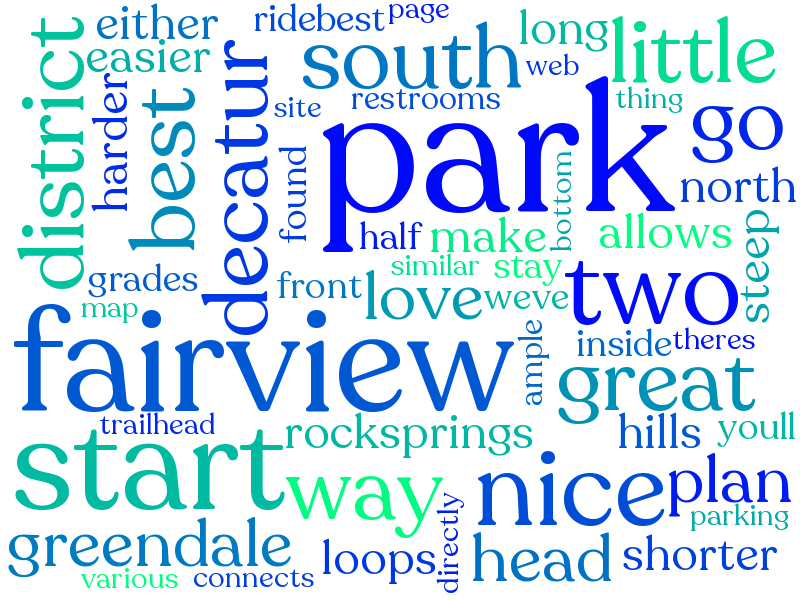 either
ridebest
page
long
little
easier
south
web
district
harder
best
decatur
site
restrooms
thing
go
park
found
north
half
make
bottom
allows
steep
grades
similar
stay
two
map
front
love
weve
fairview
ample
inside
theres
great
trailhead
rocksprings
hills
youll
start
way
nice
plan
parking
greendale
loops
directly
head
shorter
various
connects